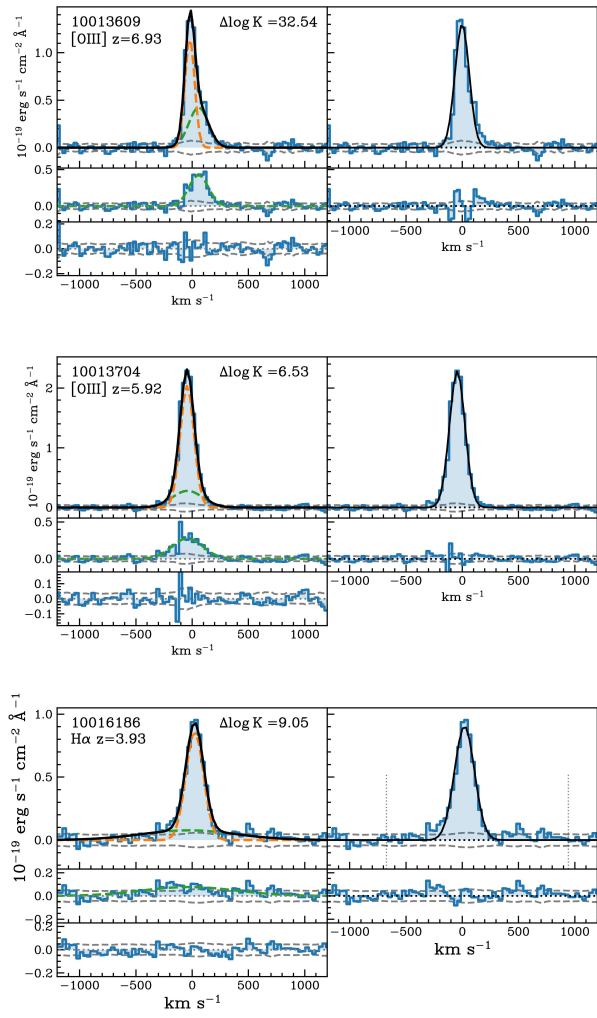 10013609
[OIII] z=6.93
Δlog K =32.54
10⁻¹⁹ erg s⁻¹ cm⁻² Å⁻¹
1.0
0.5
0.0
0.5
0.0
0.2
0.0
−0.2
−1000 −500 0 500 1000
km s⁻¹
−1000 −500 0 500 1000
km s⁻¹
10013704
[OIII] z=5.92
Δlog K =6.53
10⁻¹⁹ erg s⁻¹ cm⁻² Å⁻¹
2
1
0
0.5
0.0
0.1
0.0
−0.1
−1000 −500 0 500 1000
km s⁻¹
−1000 −500 0 500 1000
km s⁻¹
10016186
Hα z=3.93
Δlog K =9.05
10⁻¹⁹ erg s⁻¹ cm⁻² Å⁻¹
1.0
0.5
0.0
0.2
0.0
−0.2
0.2
0.0
−0.2
−1000 −500 0 500 1000
km s⁻¹
−1000 −500 0 500 1000
km s⁻¹